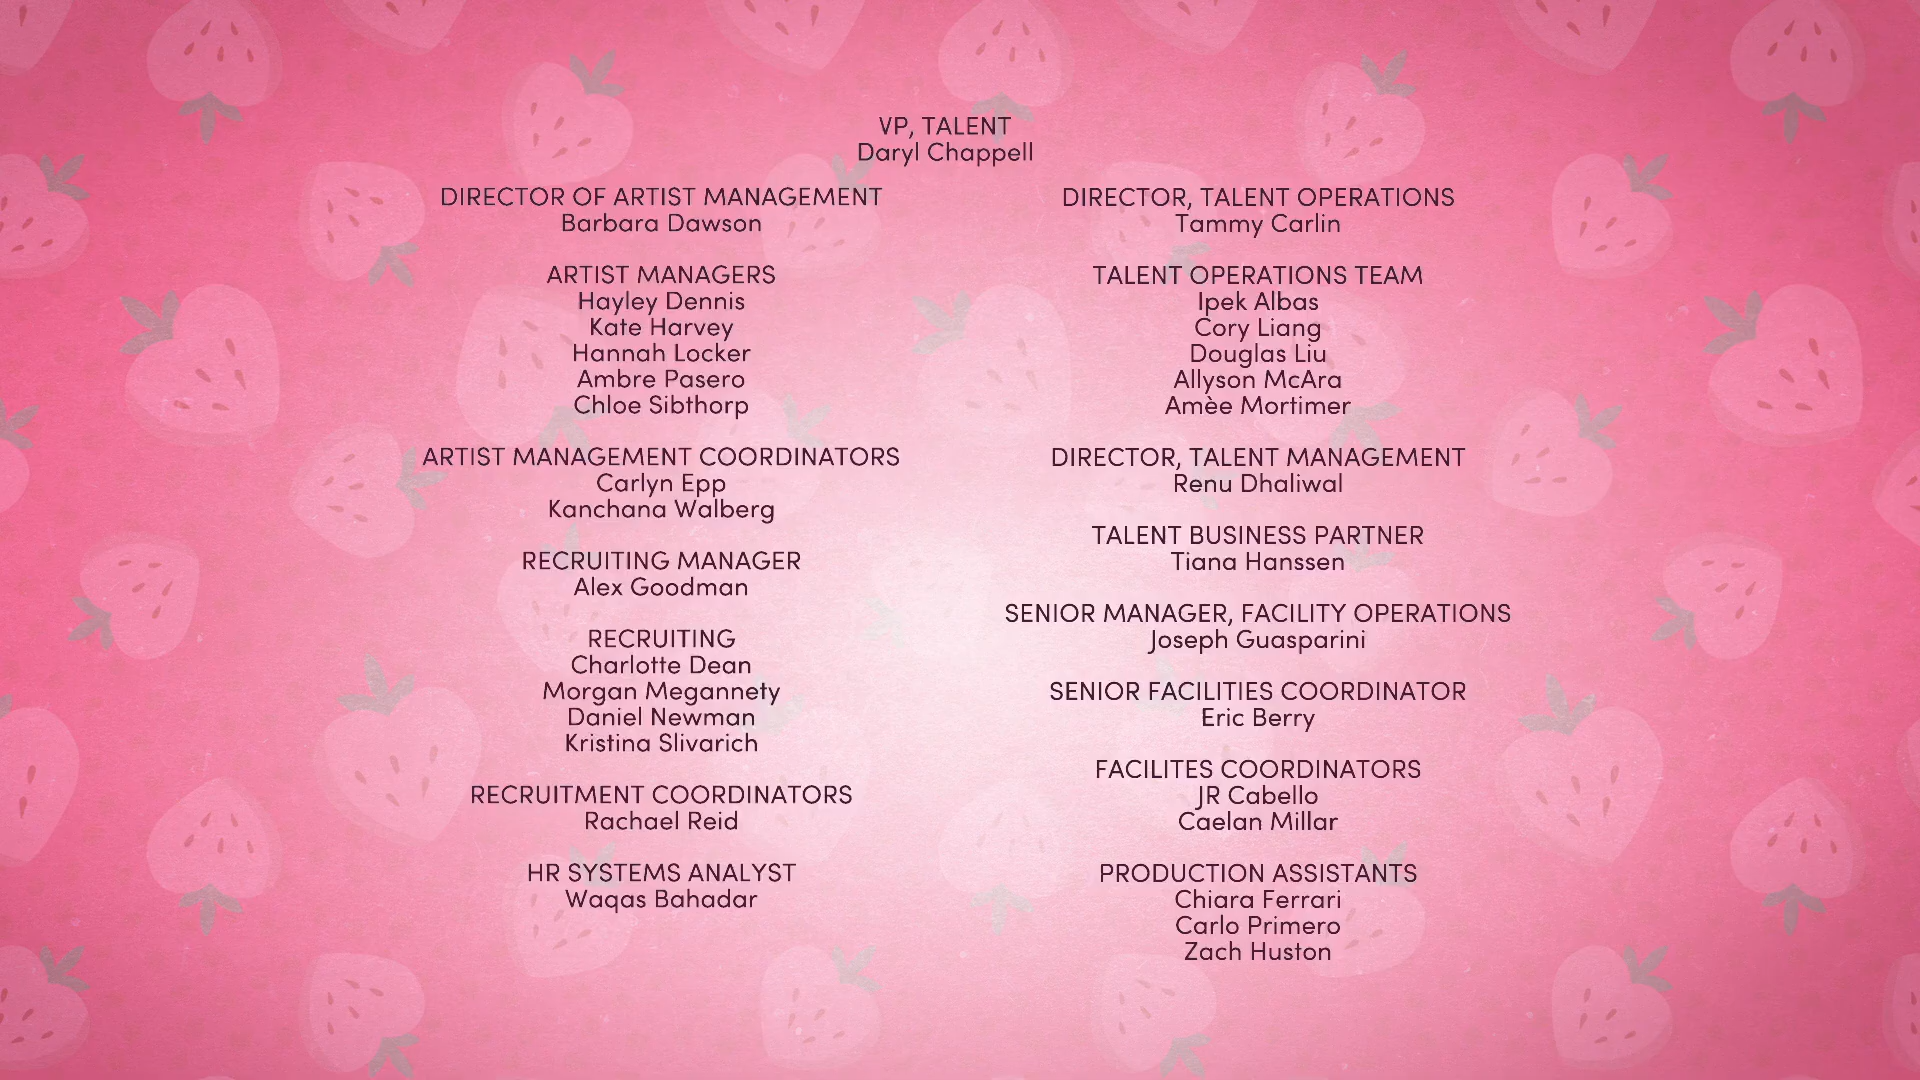 VP, TALENT
Daryl Chappell
DIRECTOR OF ARTIST MANAGEMENT
Barbara Dawson
ARTIST MANAGERS
Hayley Dennis
Kate Harvey
Hannah Locker
Ambre Pasero
Chloe Sibthorp
ARTIST MANAGEMENT COORDINATORS
Carlyn Epp
Kanchana Walberg
RECRUITING MANAGER
Alex Goodman
RECRUITING
Charlotte Dean
Morgan Megannety
Daniel Newman
Kristina Slivarich
RECRUITMENT COORDINATORS
Rachael Reid
HR SYSTEMS ANALYST
Waqas Bahadar
DIRECTOR, TALENT OPERATIONS
Tammy Carlin
TALENT OPERATIONS TEAM
Ipek Albas
Cory Liang
Douglas Liu
Allyson McAra
Amèe Mortimer
DIRECTOR, TALENT MANAGEMENT
Renu Dhaliwal
TALENT BUSINESS PARTNER
Tiana Hanssen
SENIOR MANAGER, FACILITY OPERATIONS
Joseph Guasparini
SENIOR FACILITIES COORDINATOR
Eric Berry
FACILITES COORDINATORS
JR Cabello
Caelan Millar
PRODUCTION ASSISTANTS
Chiara Ferrari
Carlo Primero
Zach Huston